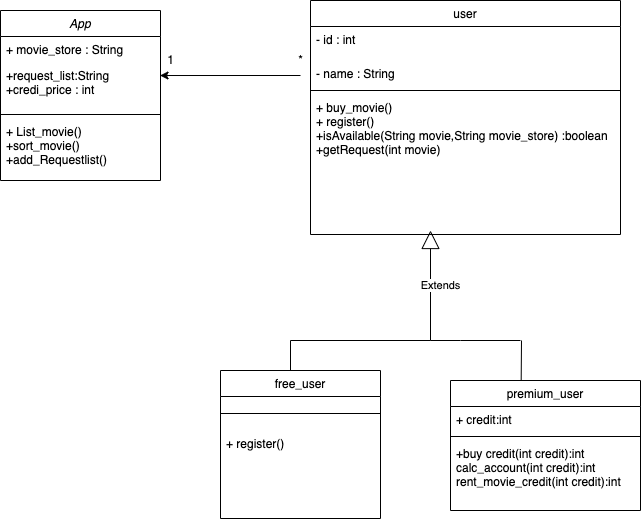 App
+ movie_store : String
+request_list:String
+credi_price : int
+ List_movie()
+sort_movie()
+add_Requestlist()
1
*
user
- id : int
- name : String
+ buy_movie()
+ register()
+isAvailable(String movie,String movie_store) :boolean
+getRequest(int movie)
Extends
free_user
+ register()
premium_user
+ credit:int
+buy credit(int credit):int
calc_account(int credit):int
rent_movie_credit(int credit):int